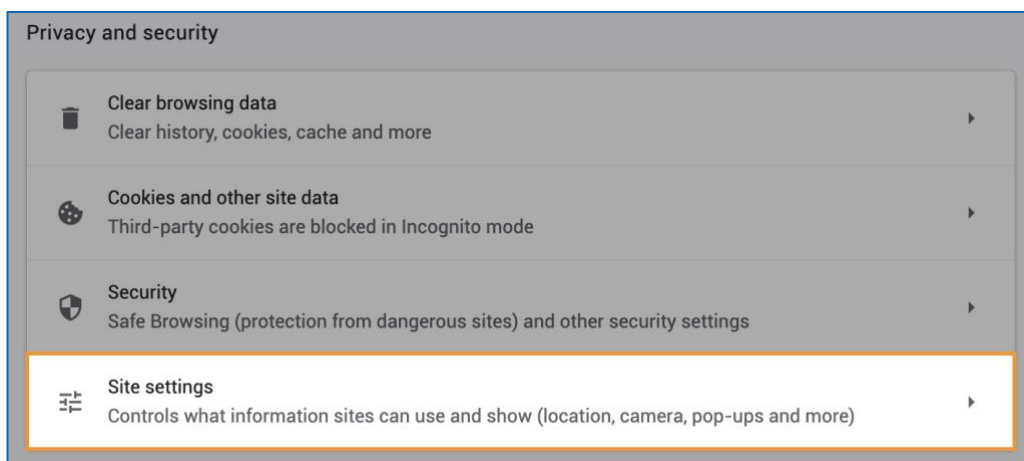 Privacy and security
Clear browsing data
Clear history, cookies, cache and more
Cookies and other site data
Third-party cookies are blocked in Incognito mode
Security
Safe Browsing (protection from dangerous sites) and other security settings
Site settings
Controls what information sites can use and show (location, camera, pop-ups and more)